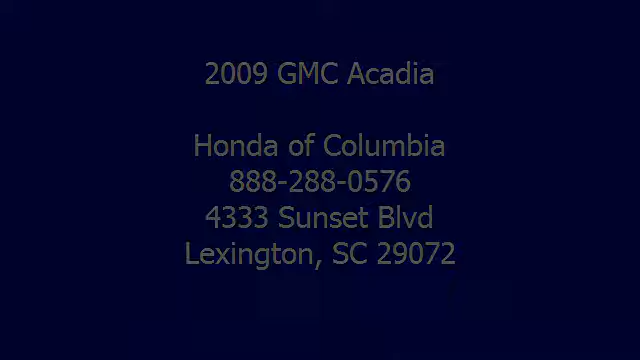 2009 GMC Acadia
Honda of Columbia
888-288-0576
4333 Sunset Blvd
Lexington, SC 29072